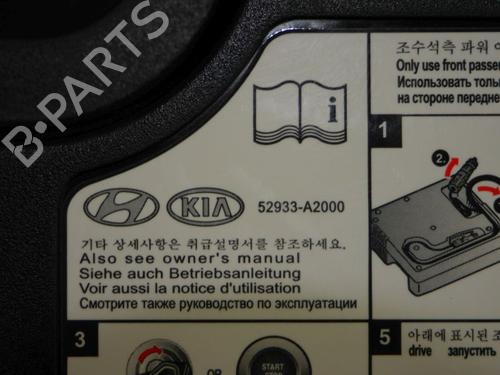 B-PARTS
조수석측 파워
Only use front
Использовать
на стороне
i
1
2.
KIA 52933-A2000
기타 상세사항은 취급설명서를 참조하세요.
Also see owner's manual
Siehe auch Betriebsanleitung
Voir aussi la notice d'utilisation
Смотрите также руководство по эксплуатации
3
OR
START
STOP
5 아래에 표시된
drive запустить